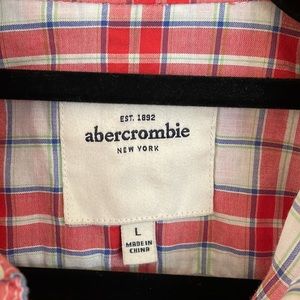 EST. 1892
abercrombie
NEW YORK
L
MADE IN
CHINA